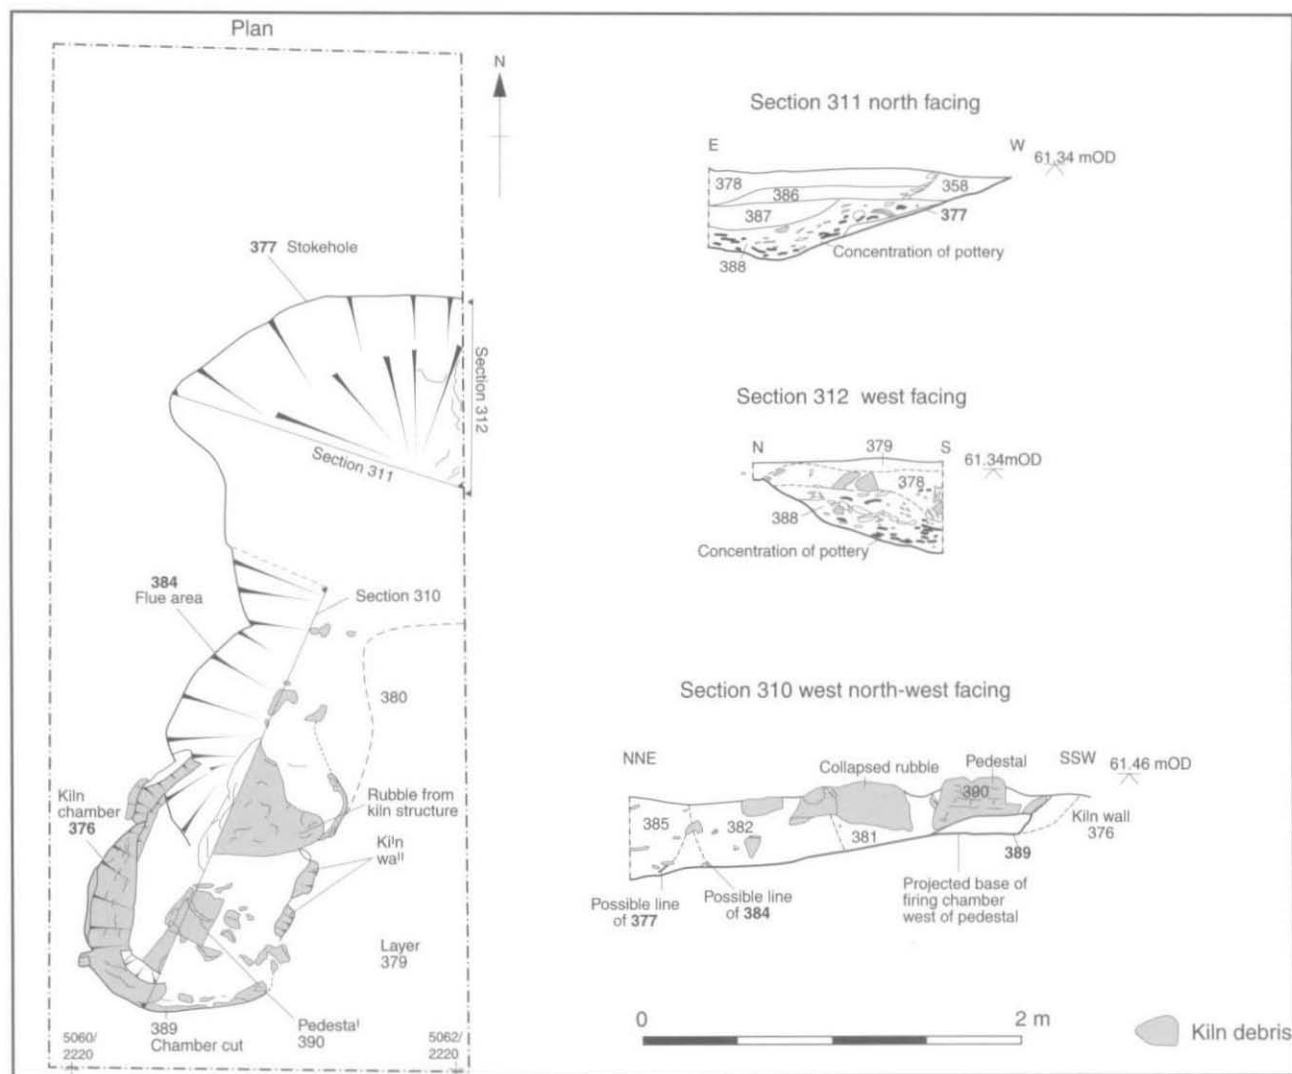 Plan
N
377 Stokehole
Section 312
Section 311
384
Flue area
Section 310
380
Kiln
chamber
376
Rubble from
kiln structure
Kiln
wall
Layer
379
389
Chamber cut
Pedestal
390
5060/
2220
5062/
2220
Section 311 north facing
E
W
61.34 mOD
378
386
358
387
377
388
Concentration of pottery
Section 312 west facing
N
379
S
61.34mOD
378
388
Concentration of pottery
Section 310 west north-west facing
NNE
Collapsed rubble
Pedestal
SSW
61.46 mOD
390
385
382
381
Kiln wall
376
389
Possible line
of 377
Possible line
of 384
Projected base of
firing chamber
west of pedestal
0
2 m
Kiln debris